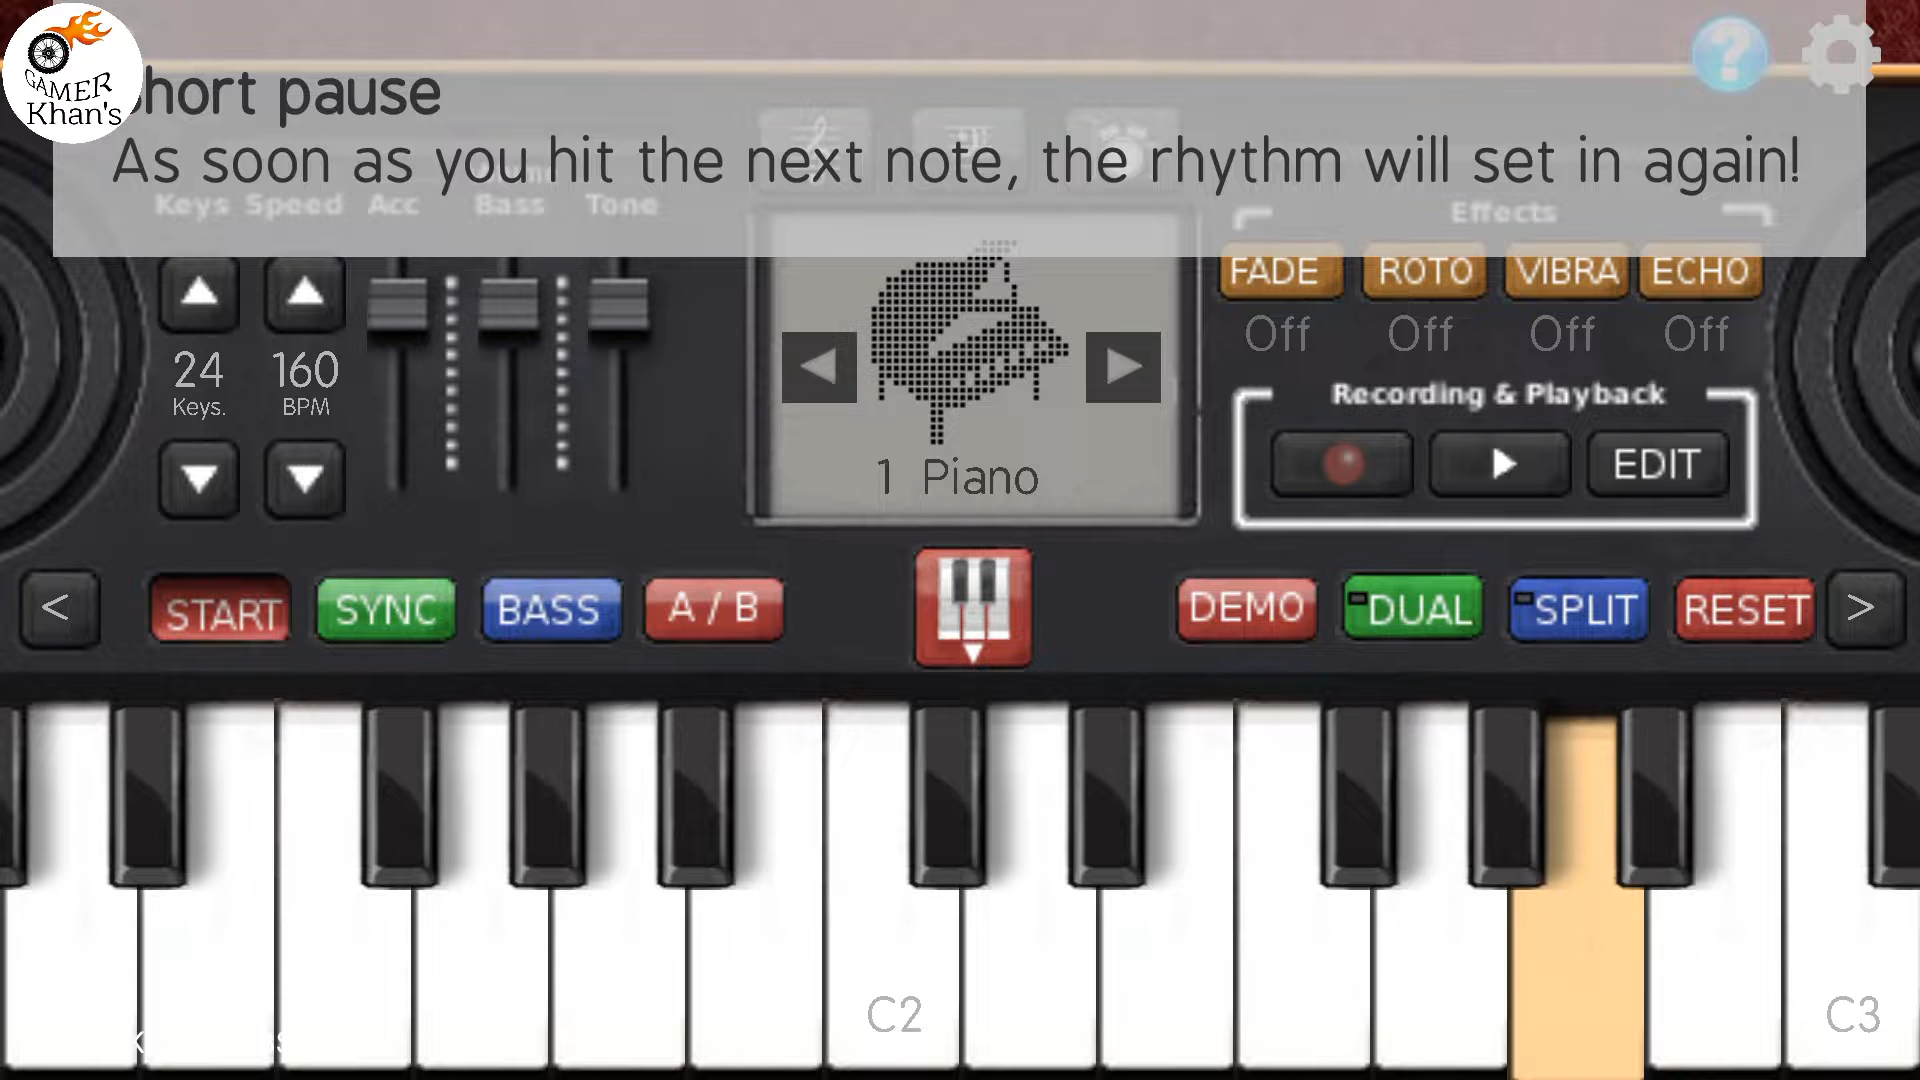 GAMER
Khan's
hort pause
As soon as you hit the next note, the rhythm will set in again!
Keys Speed Acc Bass Tone
Effects
FADE ROTO VIBRA ECHO
Off Off Off Off
24 160
Keys. BPM
Recording & Playback
EDIT
1 Piano
< START SYNC BASS A / B DEMO DUAL SPLIT RESET >
C2 C3